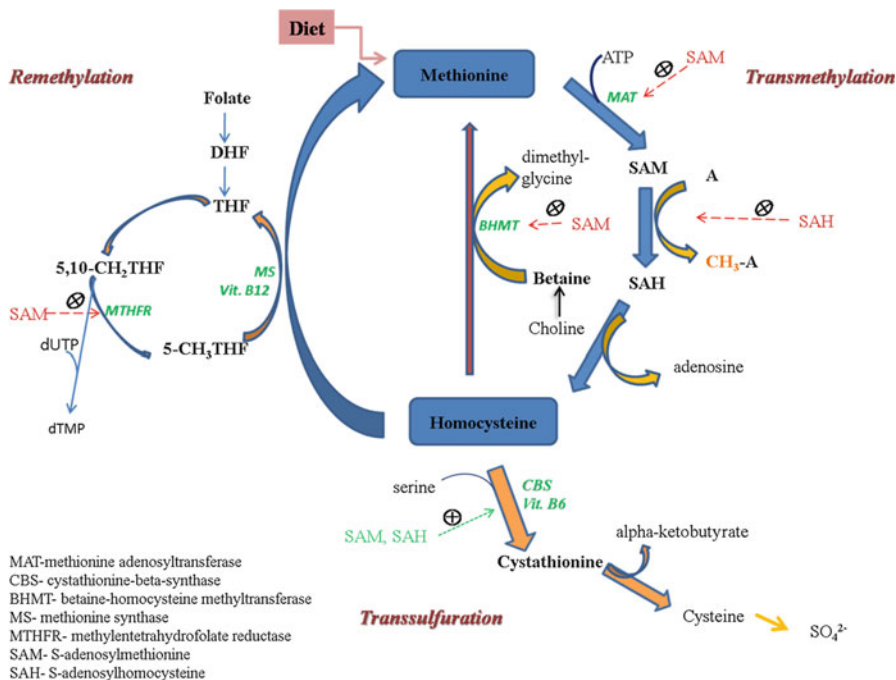 Diet
Remethylation
Methionine
ATP
SAM
MAT
Transmethylation
Folate
DHF
THF
dimethyl-
glycine
SAM
A
BHMT
SAM
SAH
5,10-CH₂THF
MS
Vit. B12
Betaine
SAH
CH₃-A
SAM
MTHFR
Choline
dUTP
5-CH₃THF
adenosine
dTMP
Homocysteine
serine
CBS
Vit. B6
SAM, SAH
alpha-ketobutyrate
Cystathionine
MAT-methionine adenosyltransferase
CBS- cystathionine-beta-synthase
BHMT- betaine-homocysteine methyltransferase
MS- methionine synthase
MTHFR- methylentetrahydrofolate reductase
SAM- S-adenosylmethionine
SAH- S-adenosylhomocysteine
Transsulfuration
Cysteine
SO₄²⁻